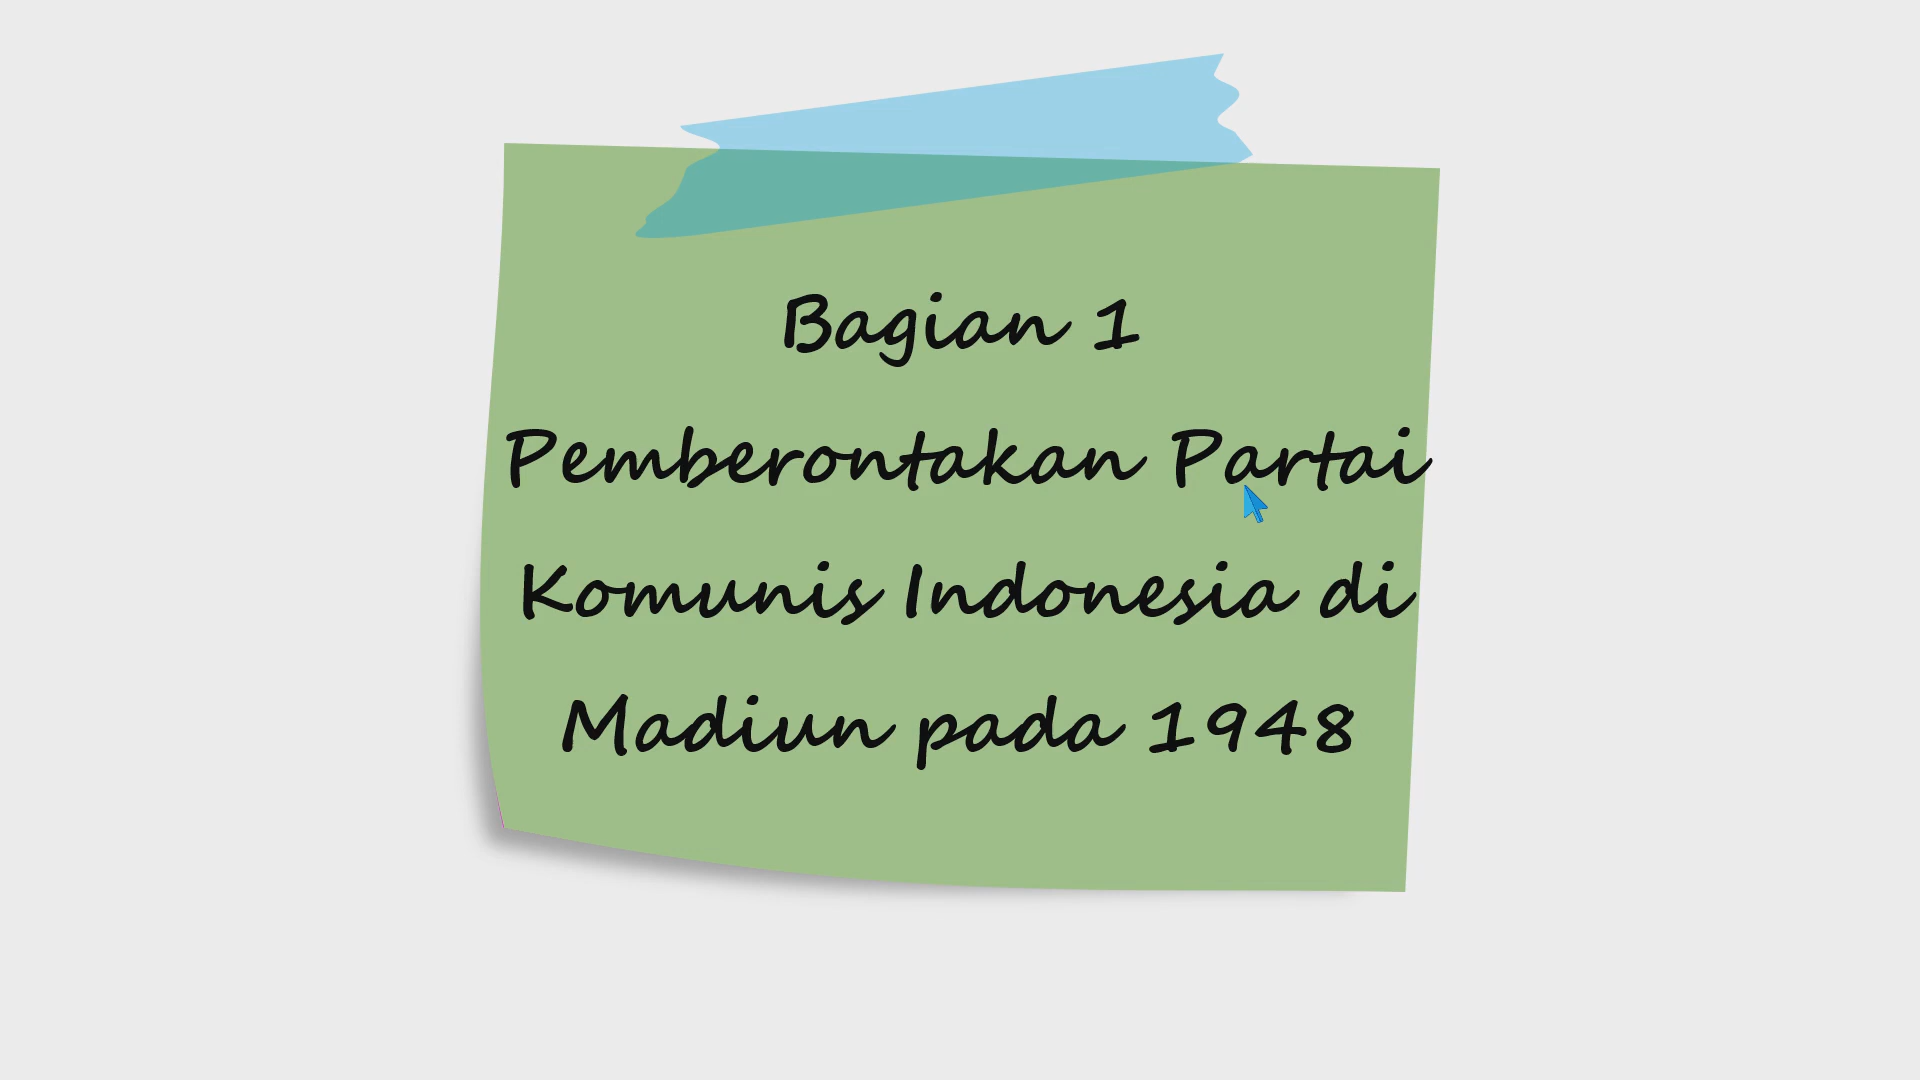 Bagian 1
Pemberontakan Partai
Komunis Indonesia di
Madiun pada 1948